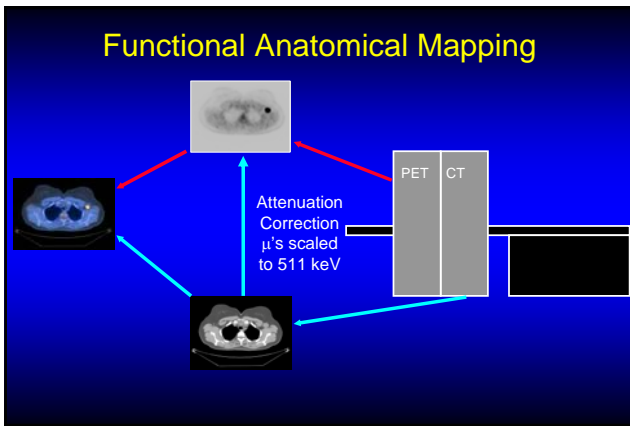 Functional Anatomical Mapping
PET CT
Attenuation
Correction
μ's scaled
to 511 keV